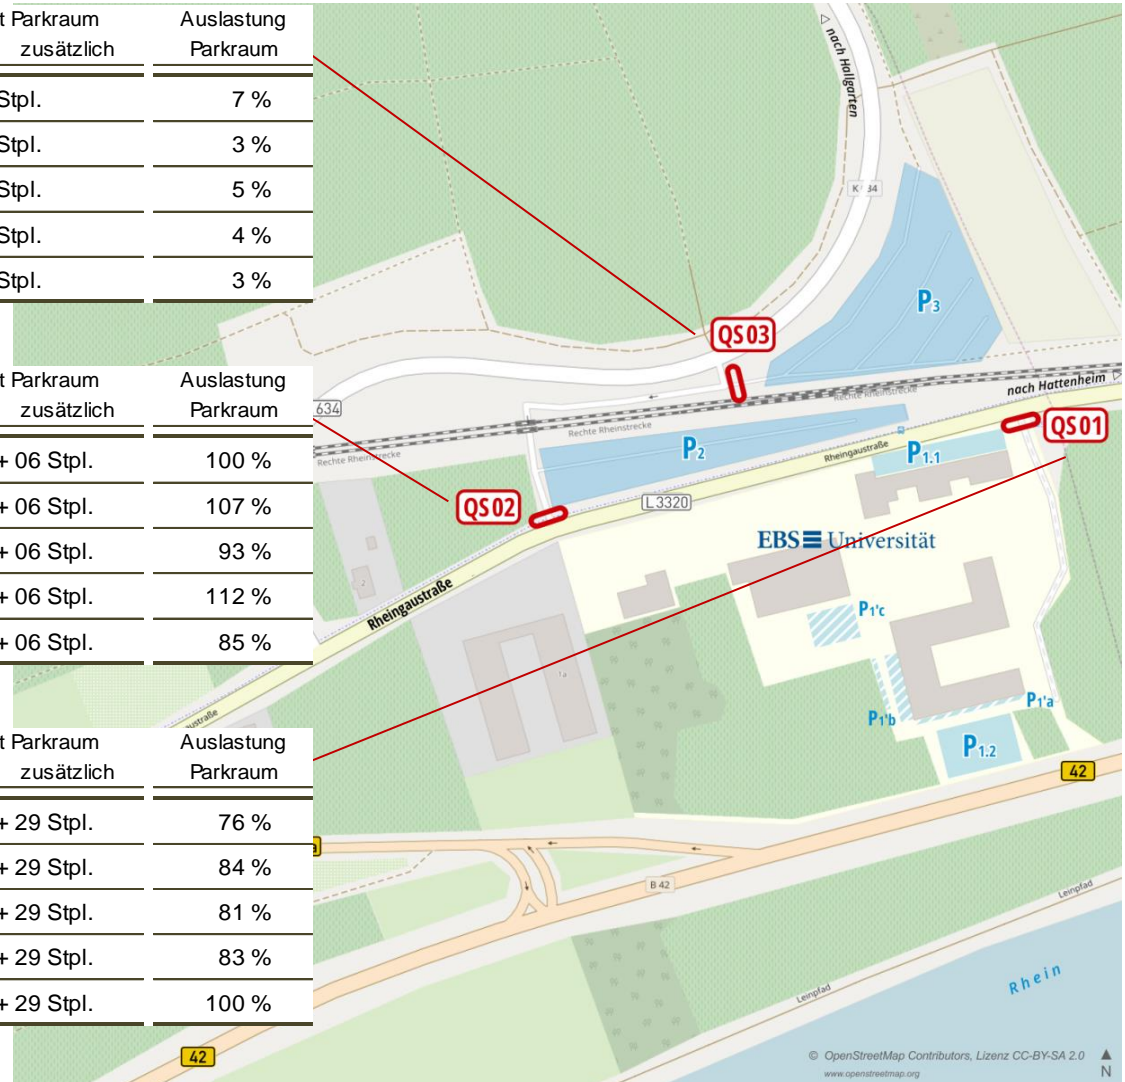 t Parkraum Auslastung
zusätzlich Parkraum
Stpl. 7 %
Stpl. 3 %
Stpl. 5 %
Stpl. 4 %
Stpl. 3 %
t Parkraum Auslastung
zusätzlich Parkraum
+ 06 Stpl. 100 %
+ 06 Stpl. 107 %
+ 06 Stpl. 93 %
+ 06 Stpl. 112 %
+ 06 Stpl. 85 %
t Parkraum Auslastung
zusätzlich Parkraum
+ 29 Stpl. 76 %
+ 29 Stpl. 84 %
+ 29 Stpl. 81 %
+ 29 Stpl. 83 %
+ 29 Stpl. 100 %
nach Hallgarten
P3
QS03
nach Hattenheim
634
Rechte Rheinstrecke
Rechte Rheinstrecke
Rechte Rheinstrecke
QS01
P2
Rheingaustraße
P1.1
L3320
QS02
EBS Universität
2
Rheingaustraße
P1'c
1a
P1'a
P1'b
ustraße
P1.2
42
B 42
Leinpfad
Rhein
Leinpfad
42
© OpenStreetMap Contributors, Lizenz CC-BY-SA 2.0
www.openstreetmap.org
N